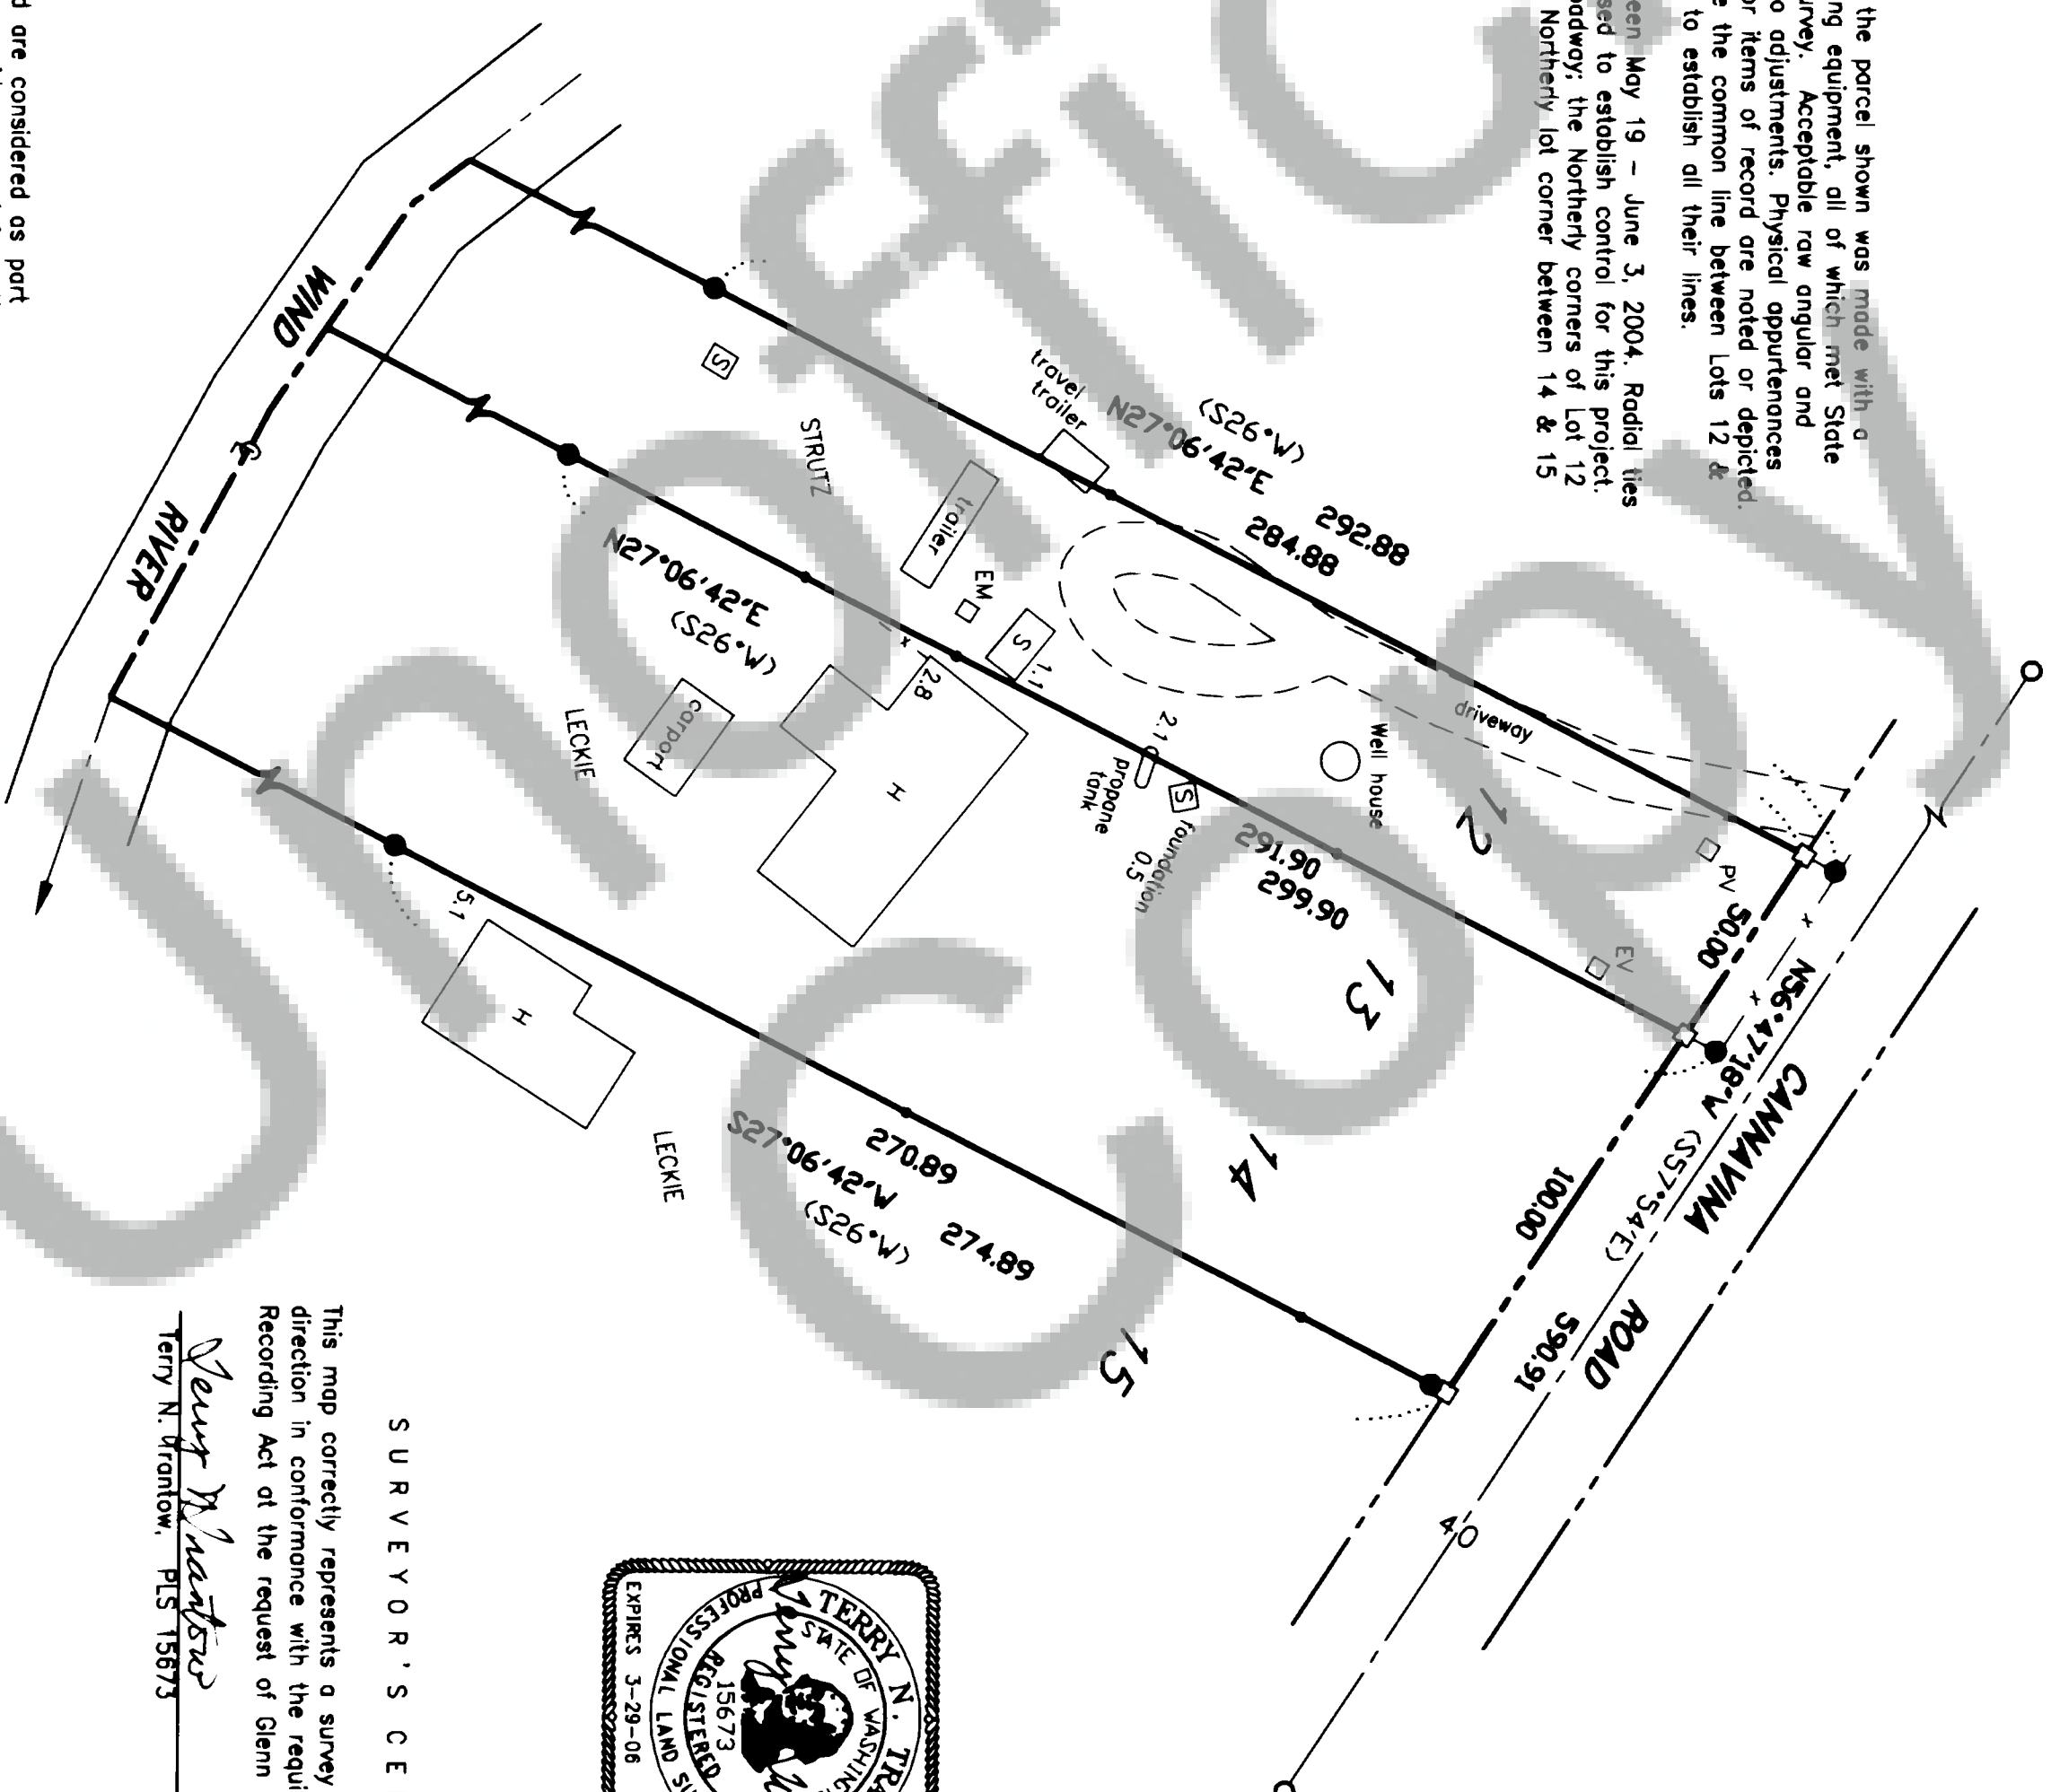 the parcel shown was made with a
ng equipment, all of which met State
urvey. Acceptable raw angular and
o adjustments. Physical appurtenances
or items of record are noted or depicted.
e the common line between Lots 12 &
to establish all their lines.
een May 19 - June 3, 2004. Radial ties
sed to establish control for this project.
oadway; the Northerly corners of Lot 12
Northerly lot corner between 14 & 15
d are considered as part
WIND
RIVER
S
STRUTZ
travel
trailer
(S26°W)
N27°06'42"E
292.88
284.88
trailer
EM
S
1.1
N27°06'42"E
(S26°W)
2.8
carport
LECKIE
H
2.1
propane
tank
S
foundation
0.5
Well house
driveway
12
PV
EV
50.00
291.90
299.90
13
N56°47'18"W
(S57°54'E)
CANNAVINA
ROAD
100.00
590.91
14
5.1
H
LECKIE
270.89
S27°06'42"W
(S26°W)
274.89
15
40
Unofficial
Copy
SURVEYOR'S CE
This map correctly represents a survey
direction in conformance with the requi
Recording Act at the request of Glenn
Terry N. Trantow
Terry N. Trantow, PLS 15673
TERRY N. TRA
STATE OF WASHING
15673
REGISTERED
PROFESSIONAL LAND SU
EXPIRES 3-29-06